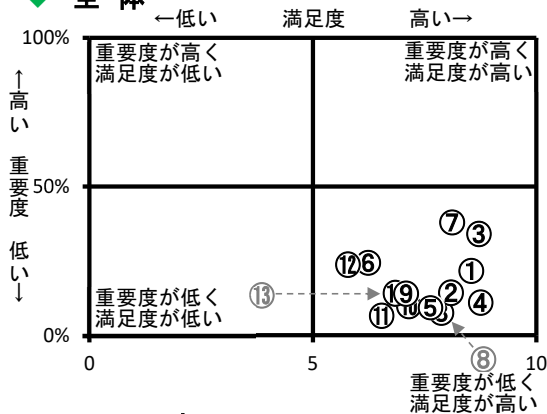 全 体
←低い 満足度 高い→
100%
重要度が高く
満足度が低い
重要度が高く
満足度が高い
←高い 重要度 低い→
50%
⑦
③
⑫
⑥
①
⑬
⑨
②
⑤
④
⑪
重要度が低く
満足度が低い
0%
⑧
0
5
10
重要度が低く
満足度が高い